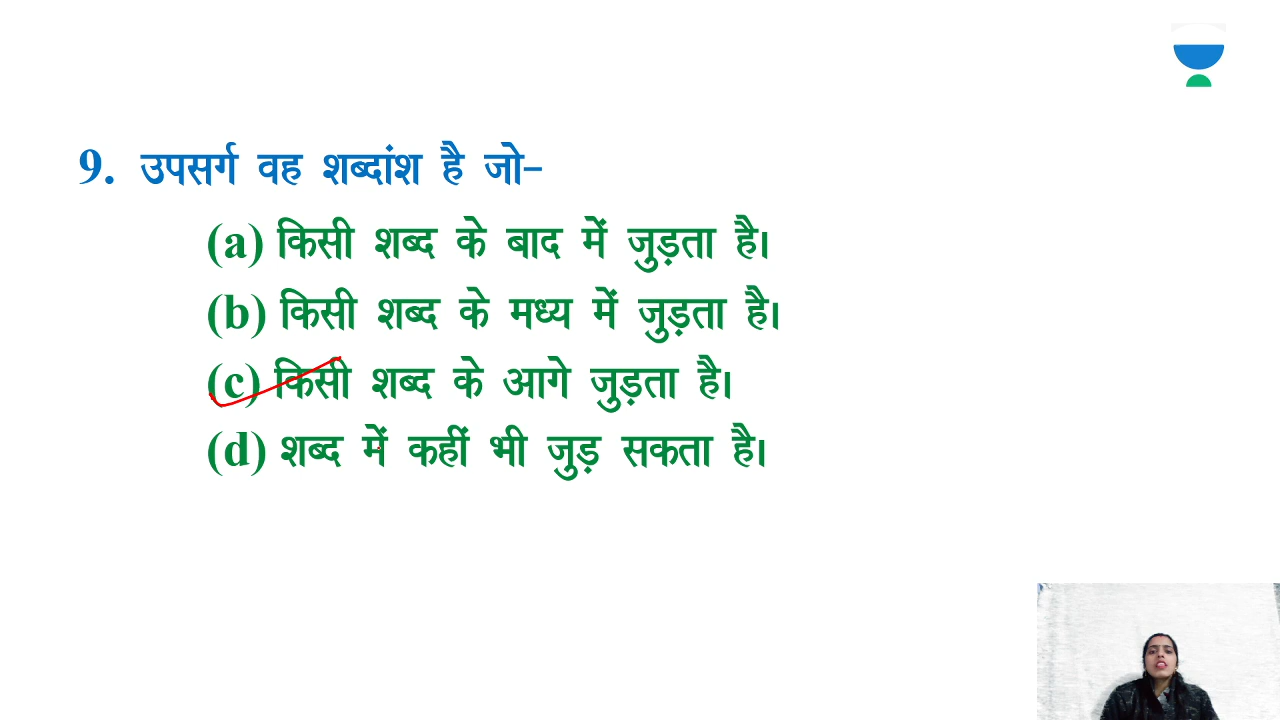 9. उपसर्ग वह शब्दांश है जो-
(a) किसी शब्द के बाद में जुड़ता है।
(b) किसी शब्द के मध्य में जुड़ता है।
(c) किसी शब्द के आगे जुड़ता है।
(d) शब्द में कहीं भी जुड़ सकता है।